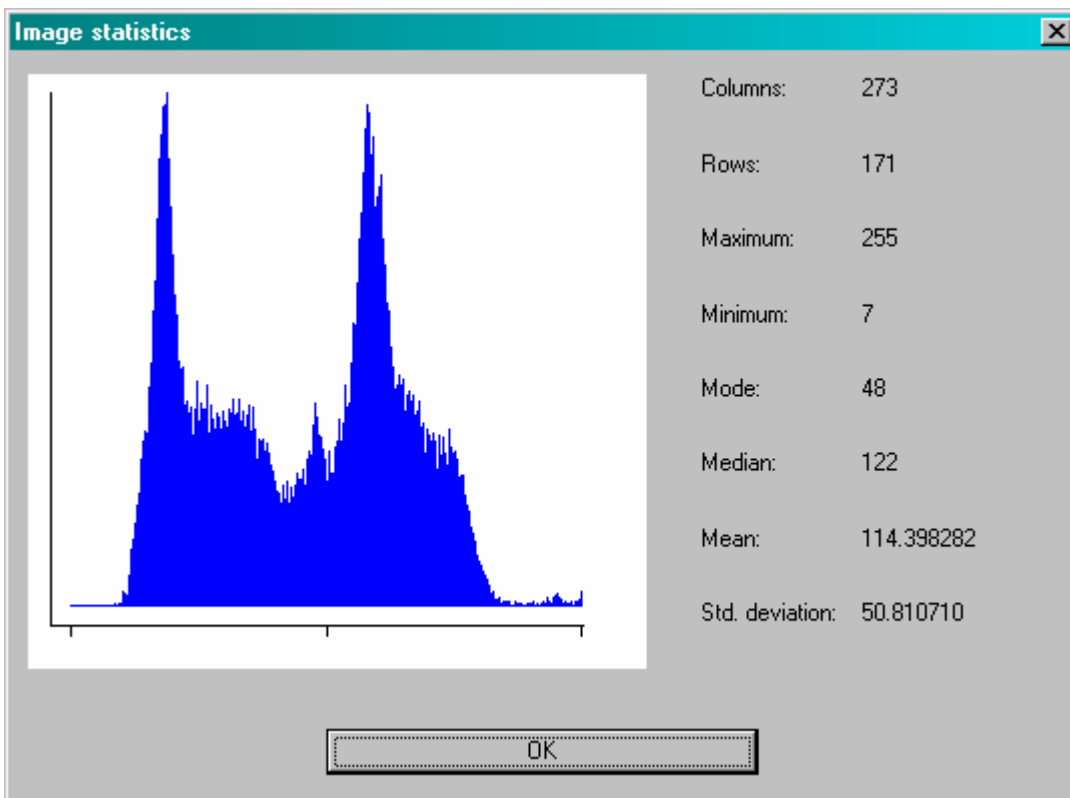 Image statistics
Columns: 273
Rows: 171
Maximum: 255
Minimum: 7
Mode: 48
Median: 122
Mean: 114.398282
Std. deviation: 50.810710
OK